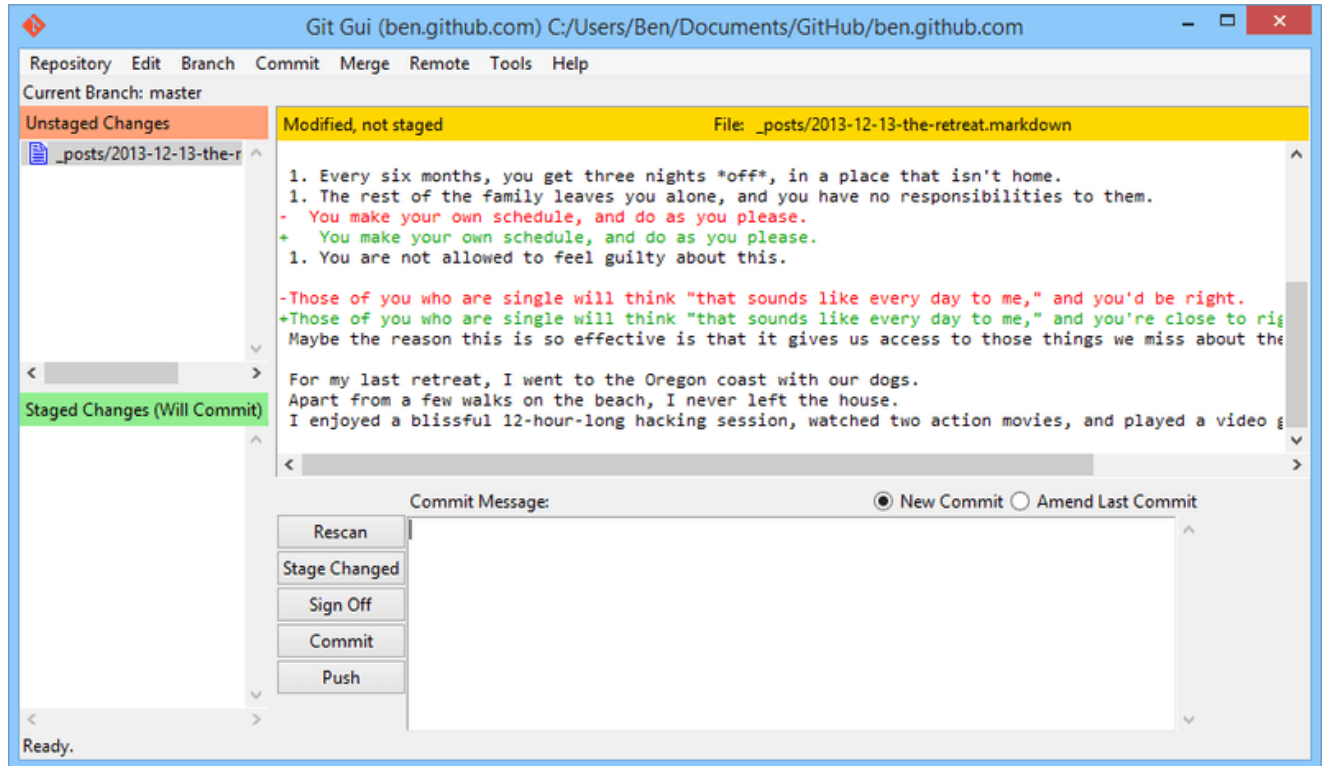 Git Gui (ben.github.com) C:/Users/Ben/Documents/GitHub/ben.github.com
Repository Edit Branch Commit Merge Remote Tools Help
Current Branch: master
Unstaged Changes
_posts/2013-12-13-the-r
Staged Changes (Will Commit)
Modified, not staged File: _posts/2013-12-13-the-retreat.markdown
1. Every six months, you get three nights *off*, in a place that isn't home.
1. The rest of the family leaves you alone, and you have no responsibilities to them.
-  You make your own schedule, and do as you please.
+   You make your own schedule, and do as you please.
1. You are not allowed to feel guilty about this.
-Those of you who are single will think "that sounds like every day to me," and you'd be right.
+Those of you who are single will think "that sounds like every day to me," and you're close to rig
Maybe the reason this is so effective is that it gives us access to those things we miss about the
For my last retreat, I went to the Oregon coast with our dogs.
Apart from a few walks on the beach, I never left the house.
I enjoyed a blissful 12-hour-long hacking session, watched two action movies, and played a video g
Commit Message: New Commit Amend Last Commit
Rescan
Stage Changed
Sign Off
Commit
Push
Ready.